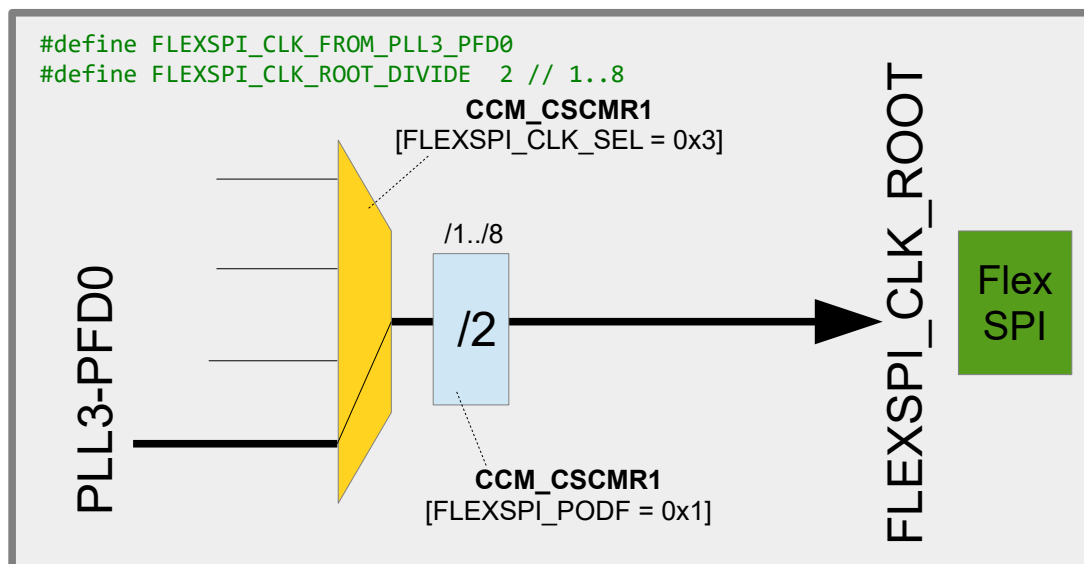 #define FLEXSPI_CLK_FROM_PLL3_PFD0
#define FLEXSPI_CLK_ROOT_DIVIDE  2 // 1..8
CCM_CSCMR1
[FLEXSPI_CLK_SEL = 0x3]
/1../8
/2
PLL3-PFD0
CCM_CSCMR1
[FLEXSPI_PODF = 0x1]
FLEXSPI_CLK_ROOT
Flex
SPI